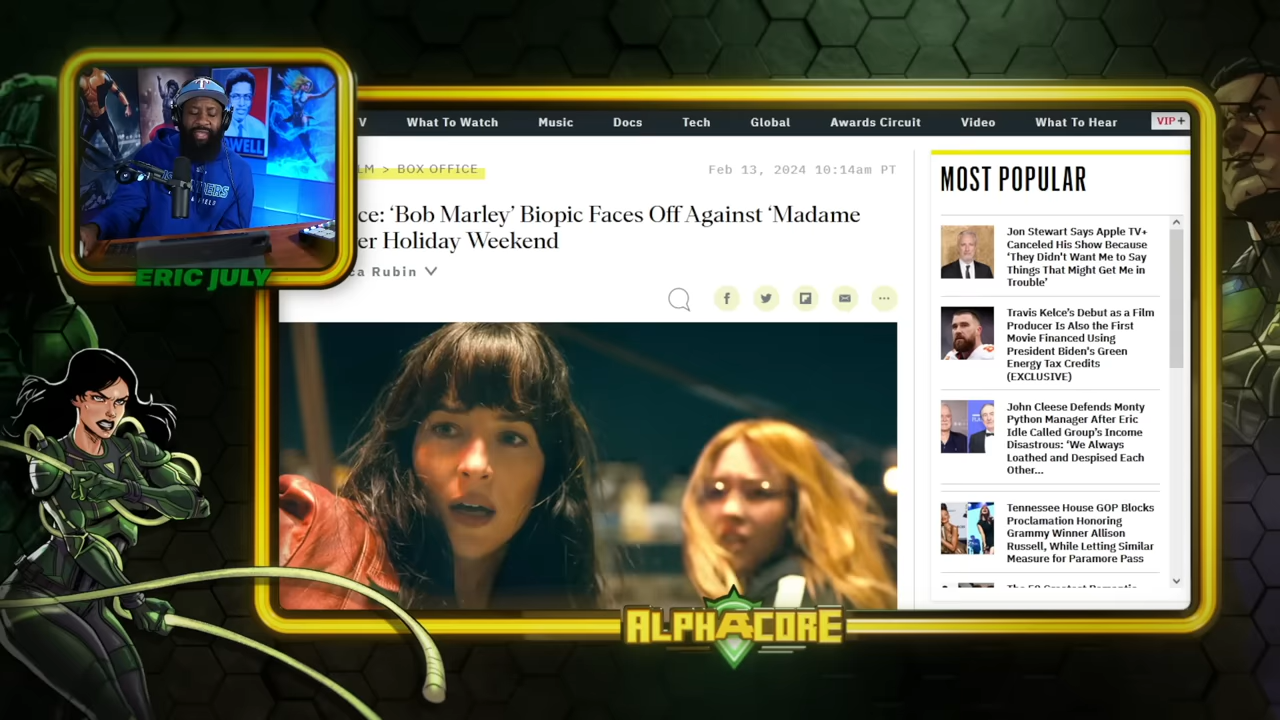 V What To Watch Music Docs Tech Global Awards Circuit Video What To Hear VIP+
LM > BOX OFFICE
Feb 13, 2024 10:14am PT
ce: ‘Bob Marley’ Biopic Faces Off Against ‘Madame
er Holiday Weekend
ca Rubin
MOST POPULAR
Jon Stewart Says Apple TV+
Canceled His Show Because
‘They Didn't Want Me to Say
Things That Might Get Me in
Trouble’
Travis Kelce’s Debut as a Film
Producer Is Also the First
Movie Financed Using
President Biden's Green
Energy Tax Credits
(EXCLUSIVE)
John Cleese Defends Monty
Python Manager After Eric
Idle Called Group’s Income
Disastrous: ‘We Always
Loathed and Despised Each
Other...
Tennessee House GOP Blocks
Proclamation Honoring
Grammy Winner Allison
Russell, While Letting Similar
Measure for Paramore Pass
OWELL
ERIC JULY
ALPHACORE